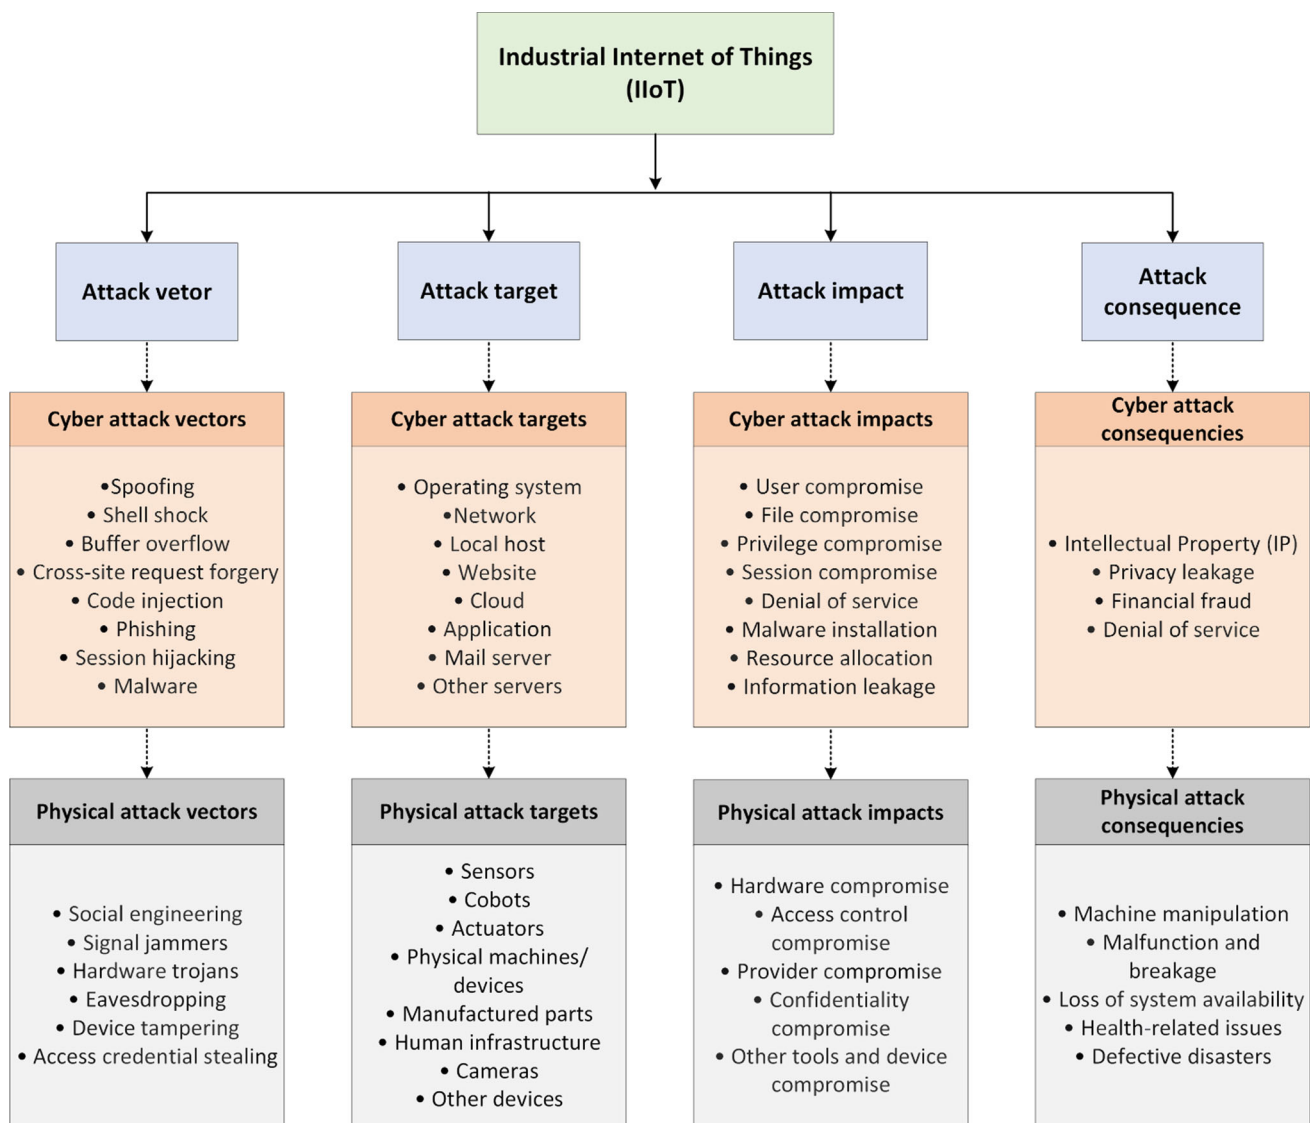 Industrial Internet of Things
(IIoT)
Attack vetor
Attack target
Attack impact
Attack
consequence
Cyber attack vectors
•Spoofing
• Shell shock
• Buffer overflow
• Cross-site request forgery
• Code injection
• Phishing
• Session hijacking
• Malware
Cyber attack targets
• Operating system
•Network
• Local host
• Website
• Cloud
• Application
• Mail server
• Other servers
Cyber attack impacts
• User compromise
• File compromise
• Privilege compromise
• Session compromise
• Denial of service
• Malware installation
• Resource allocation
• Information leakage
Cyber attack
consequencies
• Intellectual Property (IP)
• Privacy leakage
• Financial fraud
• Denial of service
Physical attack vectors
• Social engineering
• Signal jammers
• Hardware trojans
• Eavesdropping
• Device tampering
• Access credential stealing
Physical attack targets
• Sensors
• Cobots
• Actuators
• Physical machines/
devices
• Manufactured parts
• Human infrastructure
• Cameras
• Other devices
Physical attack impacts
• Hardware compromise
• Access control
compromise
• Provider compromise
• Confidentiality
compromise
• Other tools and device
compromise
Physical attack
consequencies
• Machine manipulation
• Malfunction and
breakage
• Loss of system availability
• Health-related issues
• Defective disasters